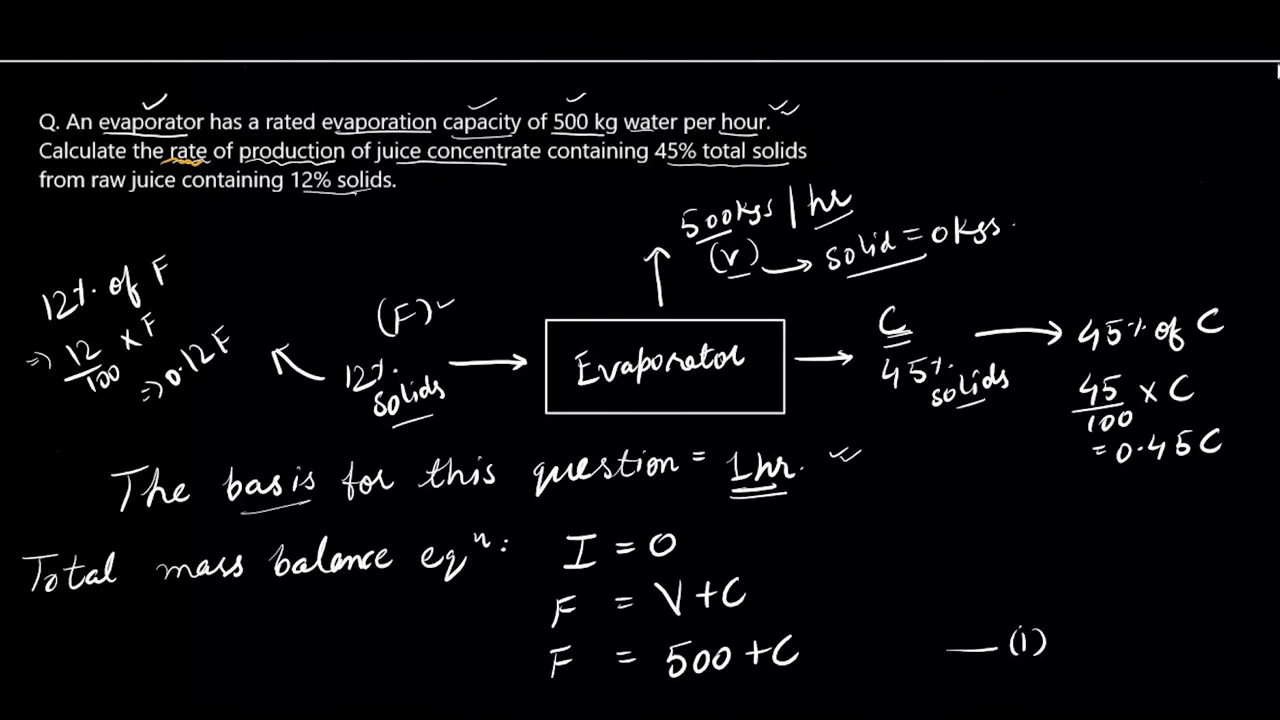 Q. An evaporator has a rated evaporation capacity of 500 kg water per hour.
Calculate the rate of production of juice concentrate containing 45% total solids
from raw juice containing 12% solids.
500kgs / hr
(V) → solid = 0kgs.
12% of F
⇒ 12/100 × F
⇒ 0.12F
(F)
12% solids
Evaporator
C
45% solids
45% of C
45/100 × C
= 0.45C
The basis for this question = 1hr.
Total mass balance eqⁿ: I = O
F = V+C
F = 500+C —(i)